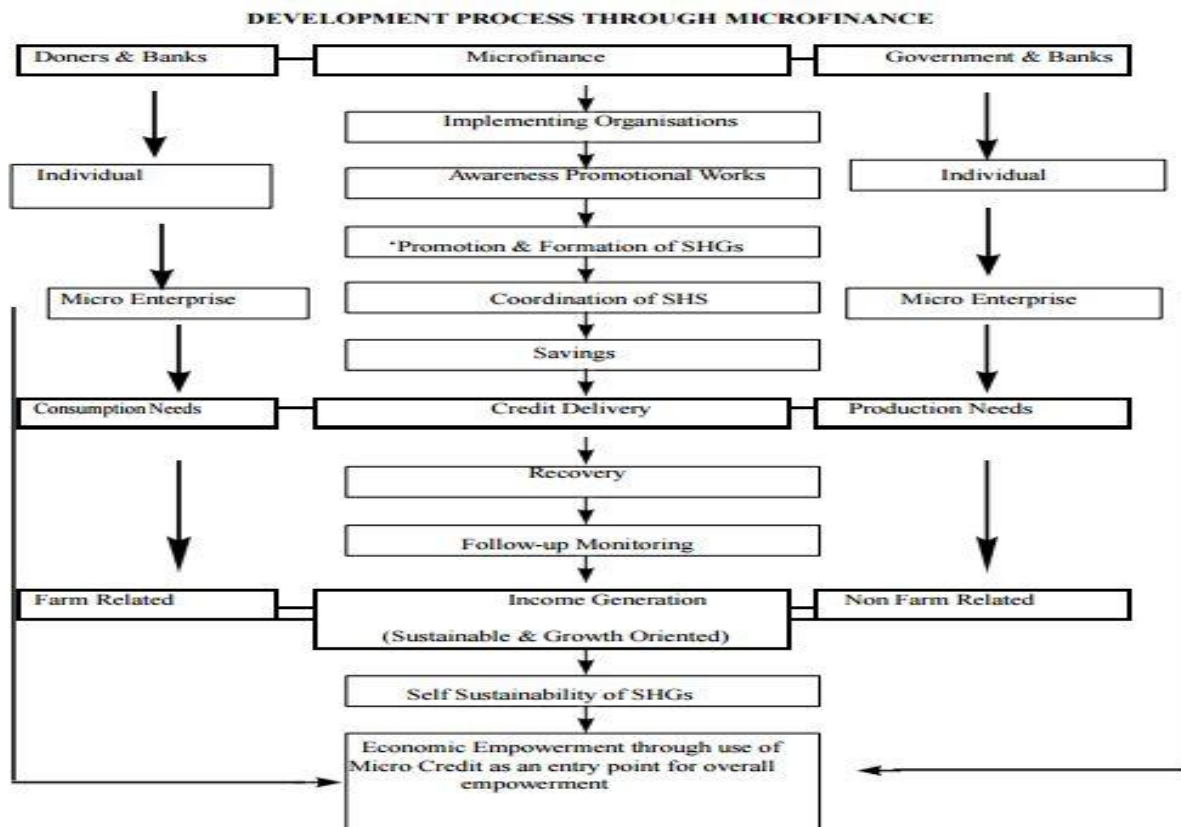 DEVELOPMENT PROCESS THROUGH MICROFINANCE
Doners & Banks
Microfinance
Government & Banks
Implementing Organisations
Individual
Awareness Promotional Works
Individual
'Promotion & Formation of SHGs
Micro Enterprise
Coordination of SHS
Micro Enterprise
Savings
Consumption Needs
Credit Delivery
Production Needs
Recovery
Follow-up Monitoring
Farm Related
Income Generation
(Sustainable & Growth Oriented)
Non Farm Related
Self Sustainability of SHGs
Economic Empowerment through use of
Micro Credit as an entry point for overall
empowerment